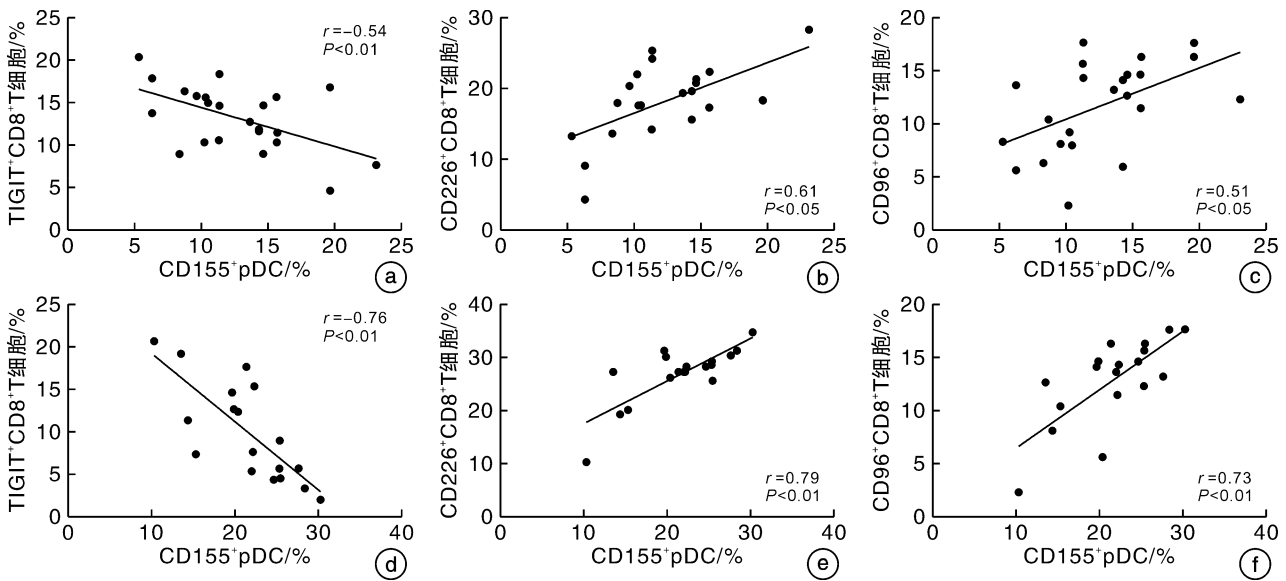 TIGIT⁺CD8⁺T细胞/%
25
20
15
10
5
0
r=−0.54
P<0.01
0 5 10 15 20 25
CD155⁺pDC/%
a
CD226⁺CD8⁺T细胞/%
30
20
10
0
r=0.61
P<0.05
0 5 10 15 20 25
CD155⁺pDC/%
b
CD96⁺CD8⁺T细胞/%
20
15
10
5
0
r=0.51
P<0.05
0 5 10 15 20 25
CD155⁺pDC/%
c
TIGIT⁺CD8⁺T细胞/%
25
20
15
10
5
0
r=−0.76
P<0.01
0 10 20 30 40
CD155⁺pDC/%
d
CD226⁺CD8⁺T细胞/%
40
30
20
10
0
r=0.79
P<0.01
0 10 20 30 40
CD155⁺pDC/%
e
CD96⁺CD8⁺T细胞/%
20
15
10
5
0
r=0.73
P<0.01
0 10 20 30 40
CD155⁺pDC/%
f